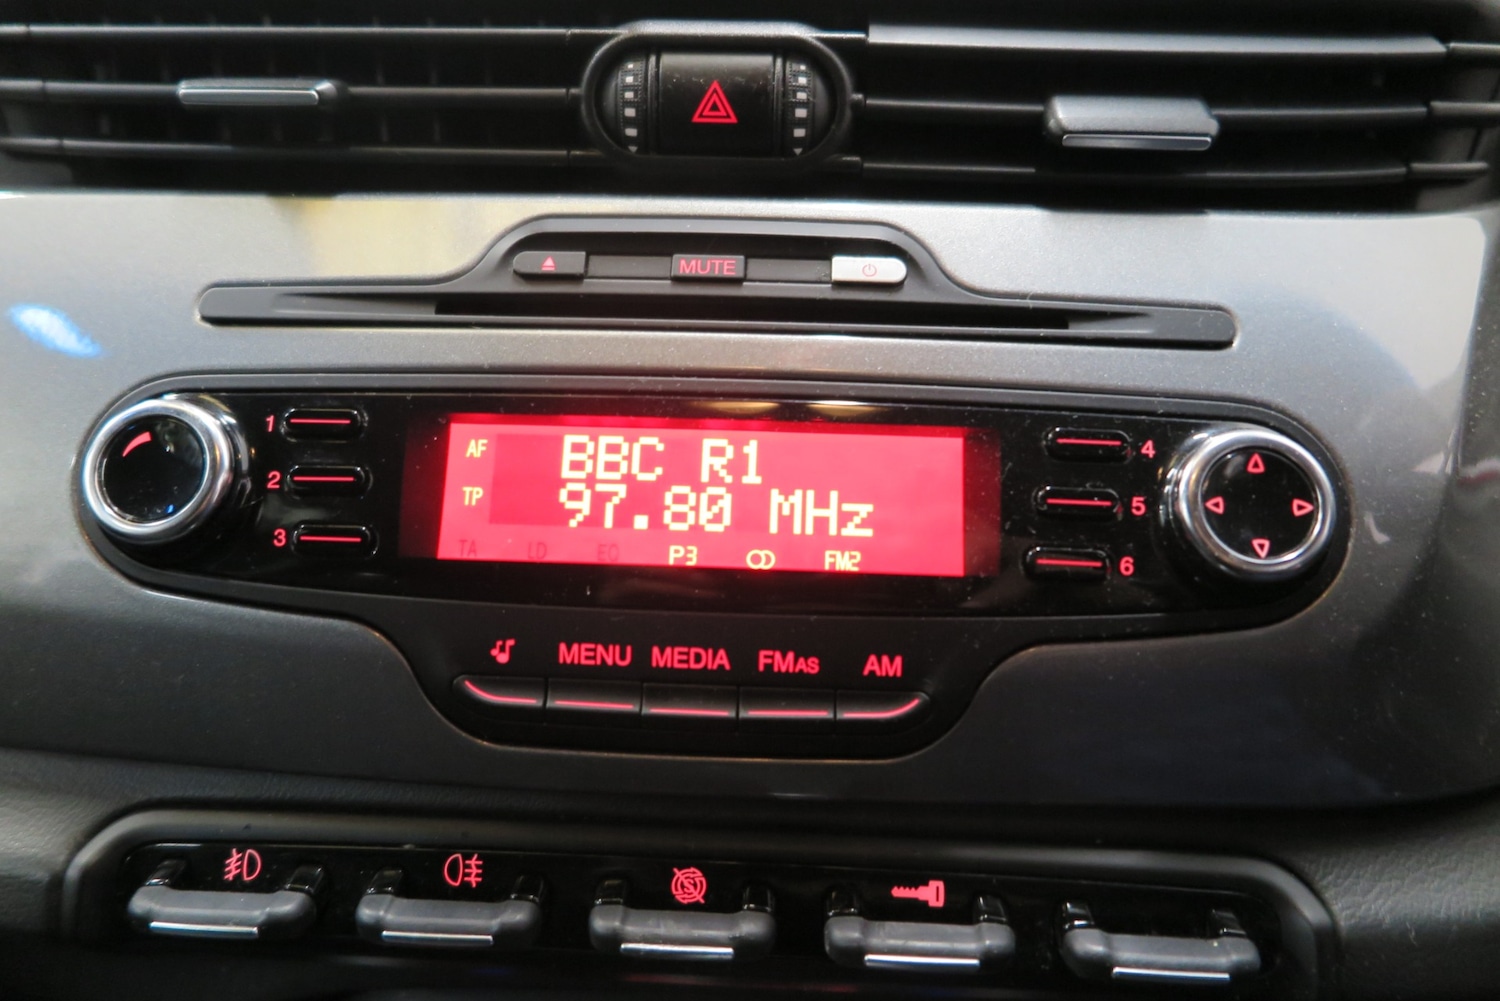 MUTE
1
2
3
AF BBC R1
TP 97.80 MHz
TA LD EQ P3 FM2
4
5
6
MENU MEDIA FMAS AM
S